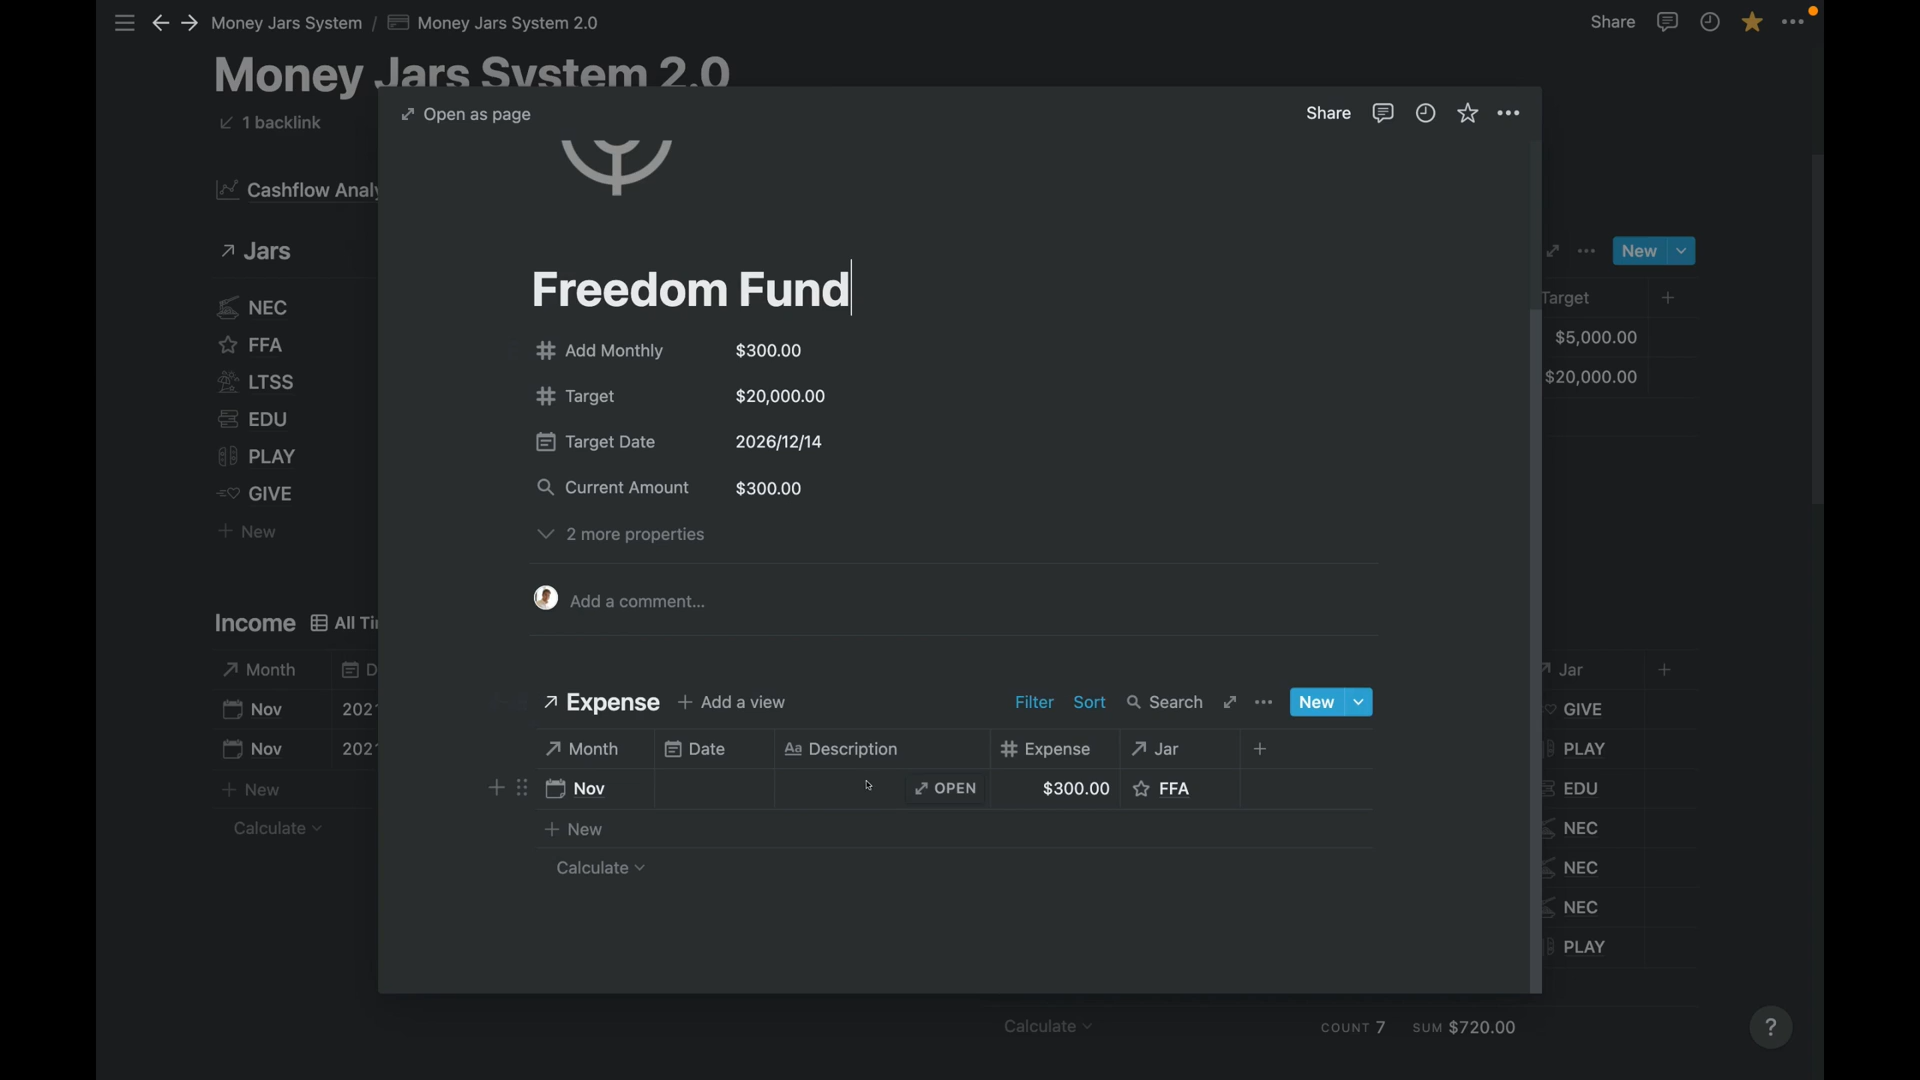 Money Jars System / Money Jars System 2.0
Share
Money Jars System 2.0
1 backlink
Open as page
Share
Cashflow Analy
Jars
NEC
FFA
LTSS
EDU
PLAY
GIVE
+ New
New
Target
$5,000.00
$20,000.00
Freedom Fund
Add Monthly $300.00
Target $20,000.00
Target Date 2026/12/14
Current Amount $300.00
2 more properties
Add a comment...
Income All Ti
Month D
Nov 2021
Nov 2021
+ New
Calculate
Expense + Add a view Filter Sort Search New
Month Date Aa Description Expense Jar +
Nov OPEN $300.00 FFA
+ New
Calculate
Jar +
GIVE
PLAY
EDU
NEC
NEC
NEC
PLAY
Calculate COUNT 7 SUM $720.00
?